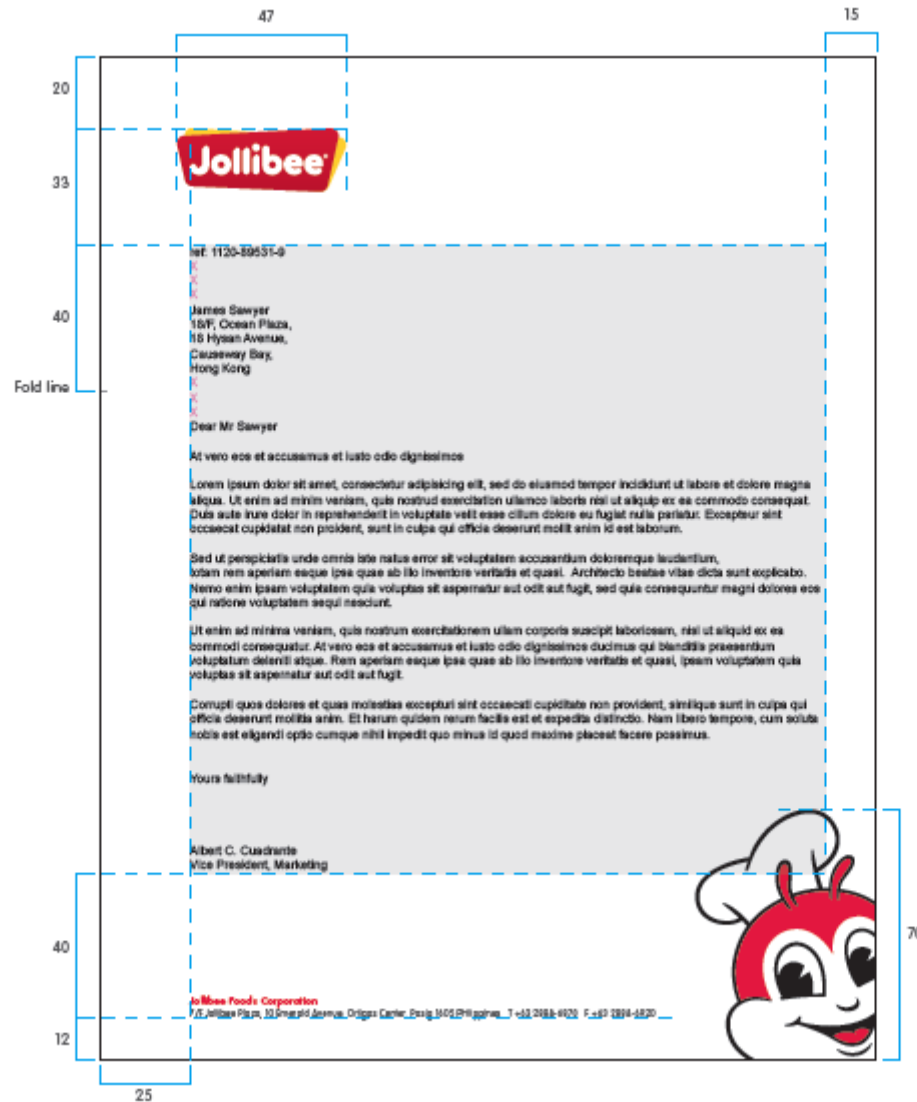 47
15
20
Jollibee
33
ref: 1120-89531-9
X
X
X
40
James Sawyer
18/F, Ocean Plaza,
18 Hysan Avenue,
Causeway Bay,
Hong Kong
X
Fold line
X
X
Dear Mr Sawyer
At vero eos et accusamus et iusto odio dignissimos
Lorem ipsum dolor sit amet, consectetur adipisicing elit, sed do eiusmod tempor incididunt ut labore et dolore magna
aliqua. Ut enim ad minim veniam, quis nostrud exercitation ullamco laboris nisi ut aliquip ex ea commodo consequat.
Duis aute irure dolor in reprehenderit in voluptate velit esse cillum dolore eu fugiat nulla pariatur. Excepteur sint
occaecat cupidatat non proident, sunt in culpa qui officia deserunt mollit anim id est laborum.
Sed ut perspiciatis unde omnis iste natus error sit voluptatem accusantium doloremque laudantium,
totam rem aperiam eaque ipsa quae ab illo inventore veritatis et quasi. Architecto beatae vitae dicta sunt explicabo.
Nemo enim ipsam voluptatem quia voluptas sit aspernatur aut odit aut fugit, sed quia consequuntur magni dolores eos
qui ratione voluptatem sequi nesciunt.
Ut enim ad minima veniam, quis nostrum exercitationem ullam corporis suscipit laboriosam, nisi ut aliquid ex ea
commodi consequatur. At vero eos et accusamus et iusto odio dignissimos ducimus qui blanditiis praesentium
voluptatum deleniti atque. Rem aperiam eaque ipsa quae ab illo inventore veritatis et quasi, ipsam voluptatem quia
voluptas sit aspernatur aut odit aut fugit.
Corrupti quos dolores et quas molestias excepturi sint occaecati cupiditate non provident, similique sunt in culpa qui
officia deserunt mollitia anim. Et harum quidem rerum facilis est et expedita distinctio. Nam libero tempore, cum soluta
nobis est eligendi optio cumque nihil impedit quo minus id quod maxime placeat facere possimus.
Yours faithfully
Albert C. Cuadrante
Vice President, Marketing
40
Jollibee Foods Corporation
Jollibee Plaza, 10 Emerald Avenue, Ortigas Center, Pasig 1605 Philippines T +63
12
25